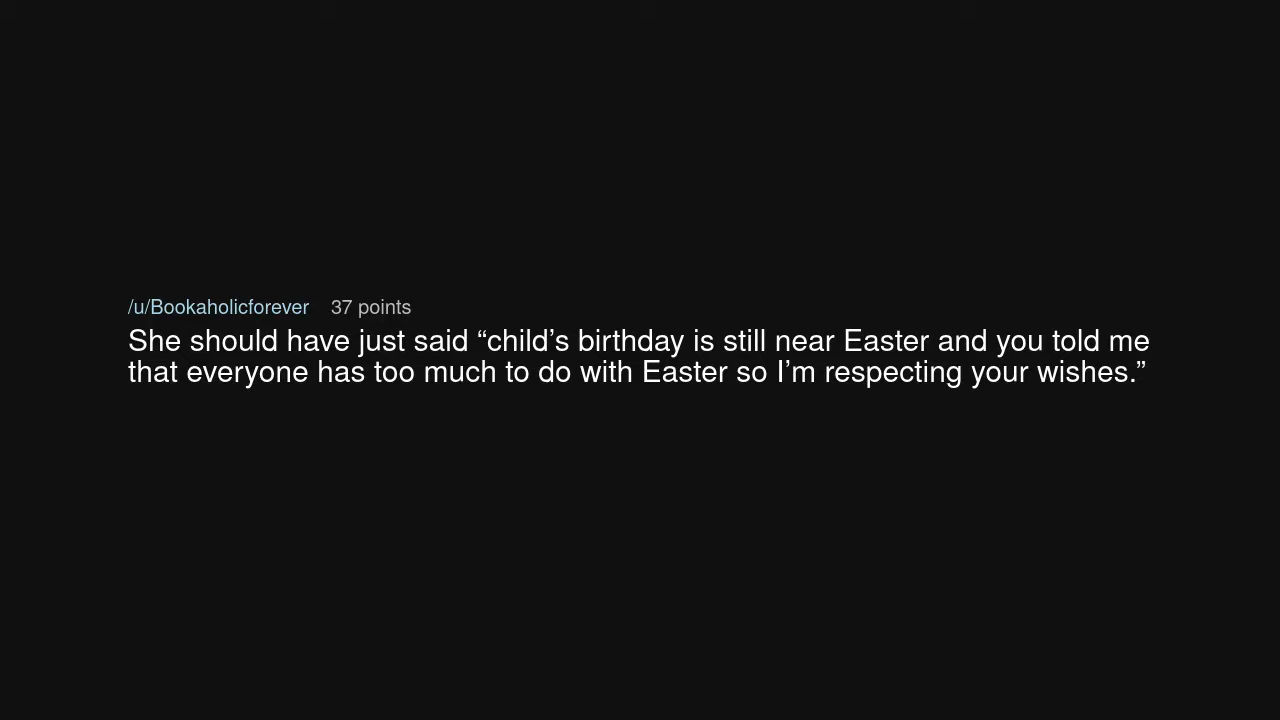 /u/Bookaholicforever 37 points
She should have just said “child’s birthday is still near Easter and you told me
that everyone has too much to do with Easter so I’m respecting your wishes.”